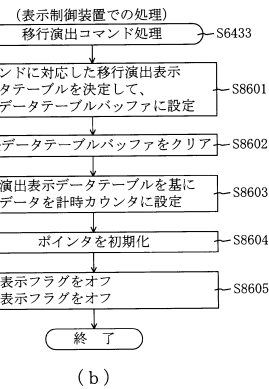 (表示制御装置での処理)
移行演出コマンド処理
S6433
ンドに対応した移行演出表示
タテーブルを決定して、
データテーブルバッファに設定
S8601
データテーブルバッファをクリア
S8602
演出表示データテーブルを基に
データを計時カウンタに設定
S8603
ポインタを初期化
S8604
表示フラグをオフ
表示フラグをオフ
S8605
終 了
(b)